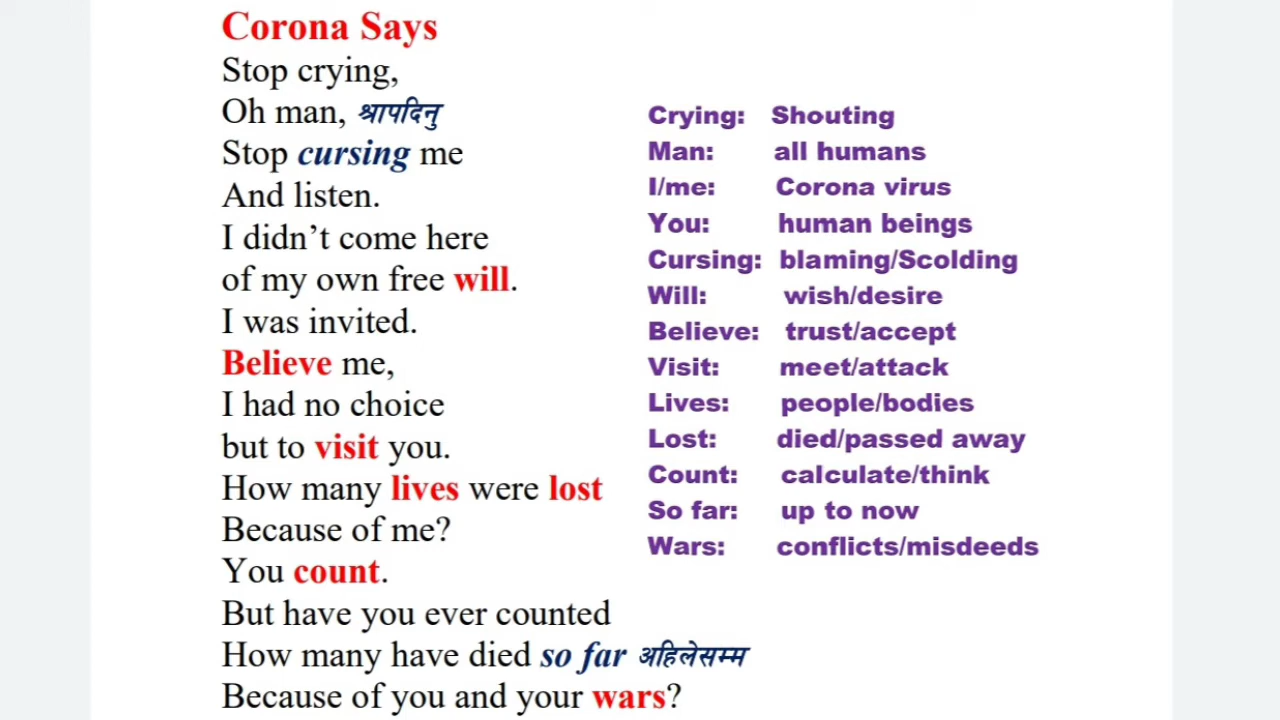 Corona Says
Stop crying,
Oh man, श्रापदिनु
Stop cursing me
And listen.
I didn’t come here
of my own free will.
I was invited.
Believe me,
I had no choice
but to visit you.
How many lives were lost
Because of me?
You count.
But have you ever counted
How many have died so far अहिलेसम्म
Because of you and your wars?
Crying: Shouting
Man: all humans
I/me: Corona virus
You: human beings
Cursing: blaming/Scolding
Will: wish/desire
Believe: trust/accept
Visit: meet/attack
Lives: people/bodies
Lost: died/passed away
Count: calculate/think
So far: up to now
Wars: conflicts/misdeeds